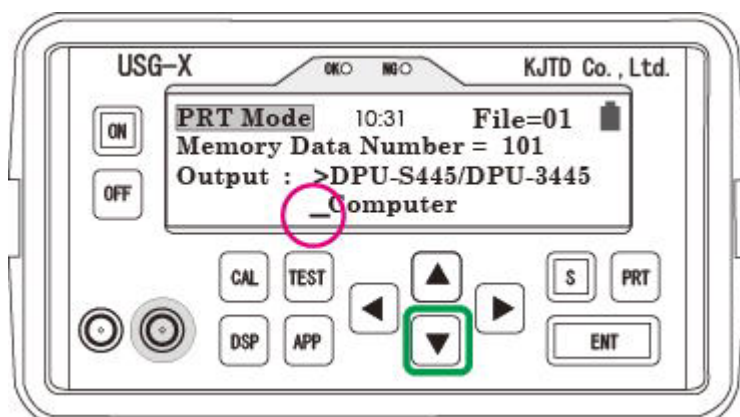 USG-X
OK NG
KJTD Co.,Ltd.
ON
OFF
PRT Mode 10:31 File=01
Memory Data Number = 101
Output : >DPU-S445/DPU-3445
_Computer
CAL TEST S PRT
DSP APP ENT